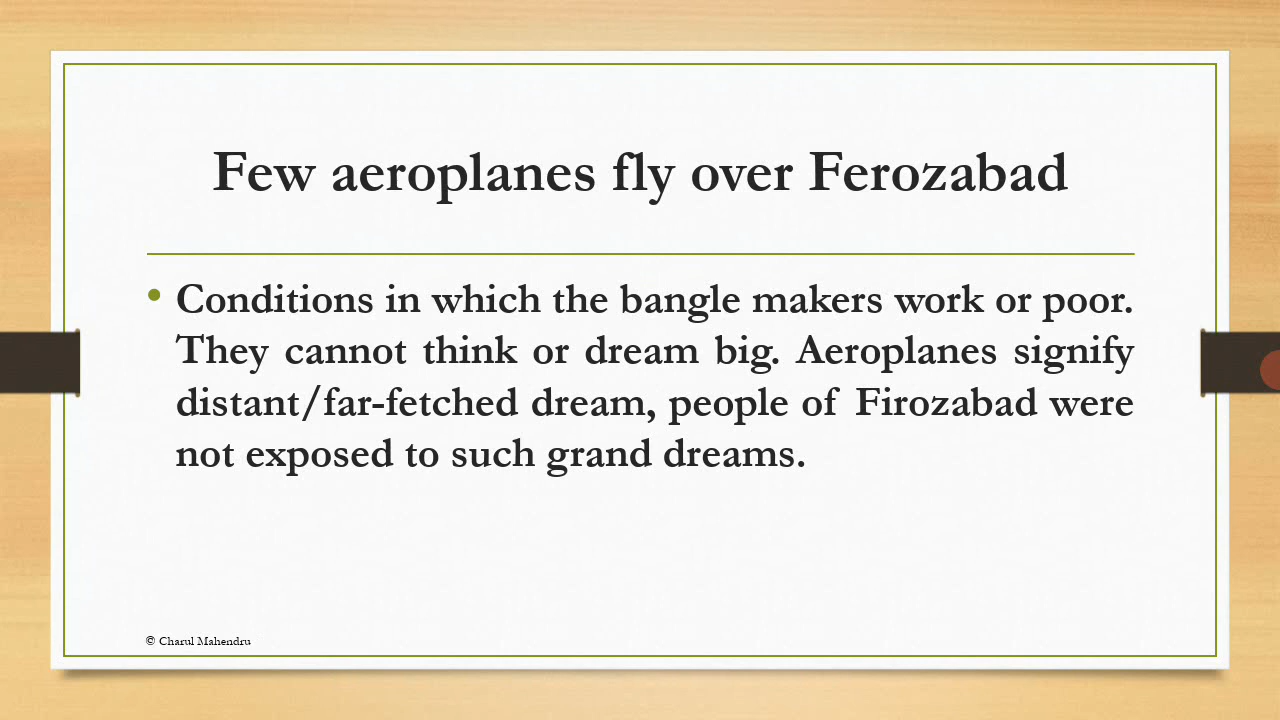 Few aeroplanes fly over Ferozabad
• Conditions in which the bangle makers work or poor.
They cannot think or dream big. Aeroplanes signify
distant/far-fetched dream, people of Firozabad were
not exposed to such grand dreams.
© Charul Mahendru